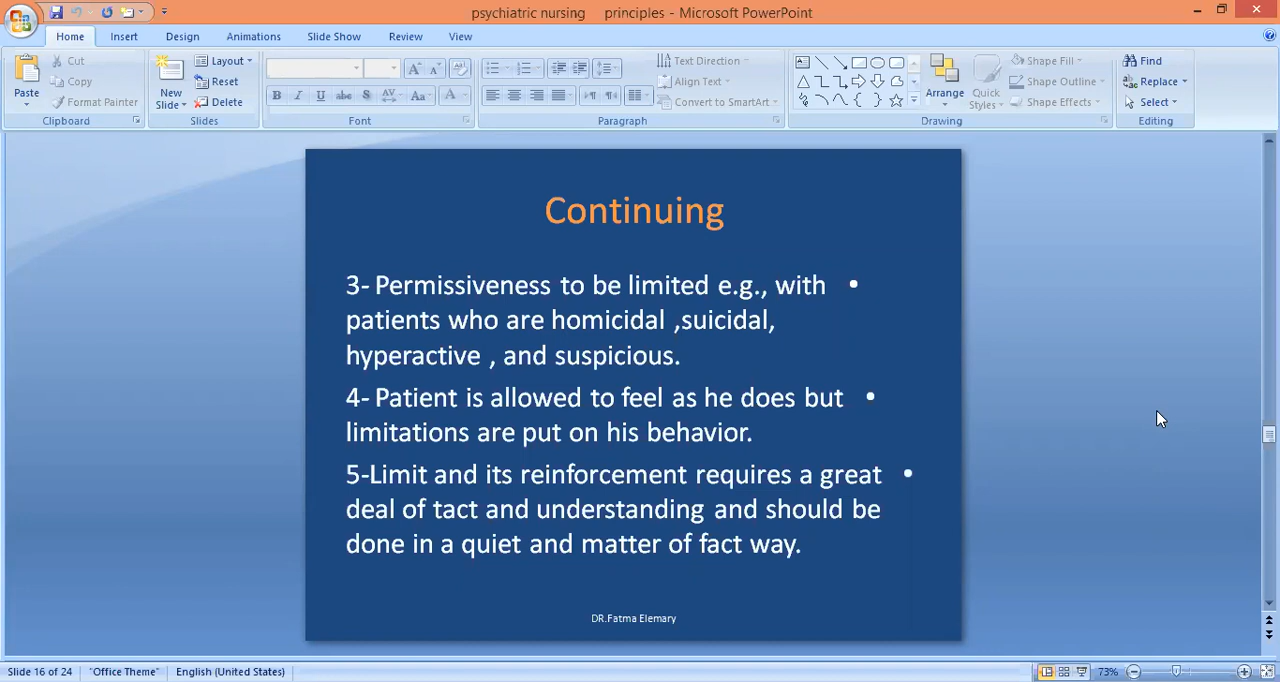 psychiatric nursing principles - Microsoft PowerPoint
Home Insert Design Animations Slide Show Review View
Paste
Cut
Copy
Format Painter
Clipboard
New Slide
Layout
Reset
Delete
Slides
B I U abc S AV Aa A
Font
Paragraph
Text Direction
Align Text
Convert to SmartArt
Arrange
Quick Styles
Shape Fill
Shape Outline
Shape Effects
Drawing
Find
Replace
Select
Editing
Continuing
3- Permissiveness to be limited e.g., with •
patients who are homicidal ,suicidal,
hyperactive , and suspicious.
4- Patient is allowed to feel as he does but •
limitations are put on his behavior.
5-Limit and its reinforcement requires a great •
deal of tact and understanding and should be
done in a quiet and matter of fact way.
DR.Fatma Elemary
Slide 16 of 24 "Office Theme" English (United States) 73%